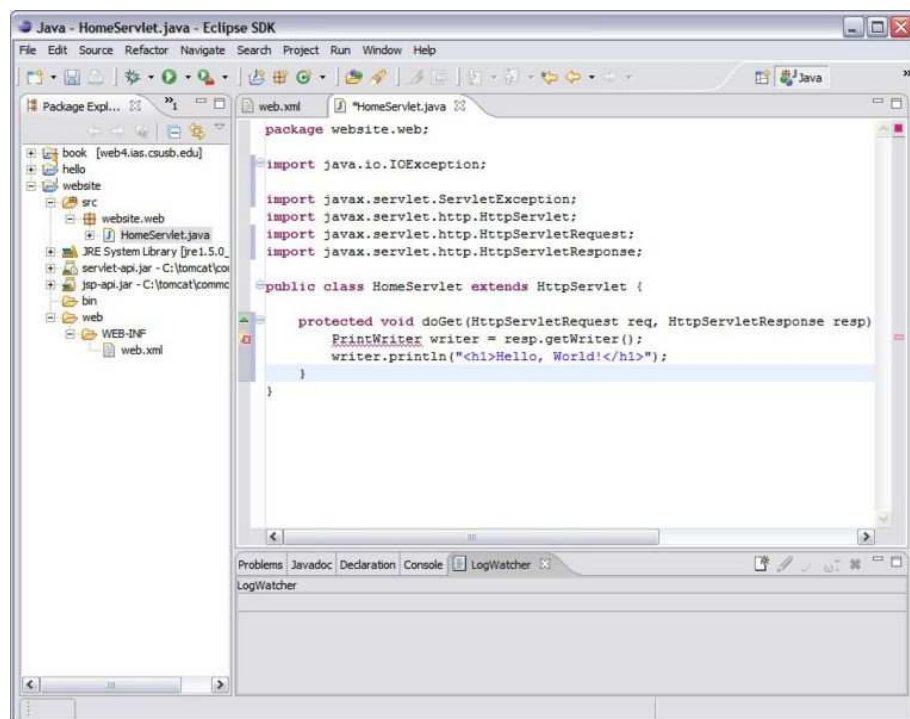 Java - HomeServlet.java - Eclipse SDK
File Edit Source Refactor Navigate Search Project Run Window Help
Java
Package Expl...
1
book [web4.ias.csusb.edu]
hello
website
src
website.web
HomeServlet.java
JRE System Library [jre1.5.0_
servlet-api.jar - C:\tomcat\co
jsp-api.jar - C:\tomcat\commc
bin
web
WEB-INF
web.xml
web.xml *HomeServlet.java
package website.web;
import java.io.IOException;
import javax.servlet.ServletException;
import javax.servlet.http.HttpServlet;
import javax.servlet.http.HttpServletRequest;
import javax.servlet.http.HttpServletResponse;
public class HomeServlet extends HttpServlet {
protected void doGet(HttpServletRequest req, HttpServletResponse resp)
PrintWriter writer = resp.getWriter();
writer.println("<h1>Hello, World!</h1>");
}
}
Problems Javadoc Declaration Console LogWatcher
LogWatcher